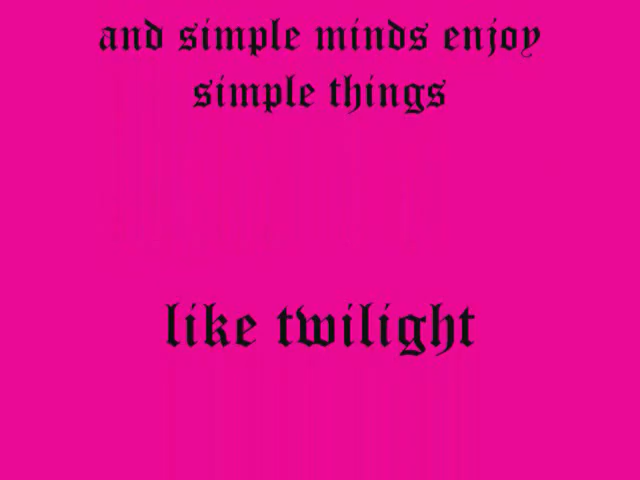 and simple minds enjoy
simple things
like twilight